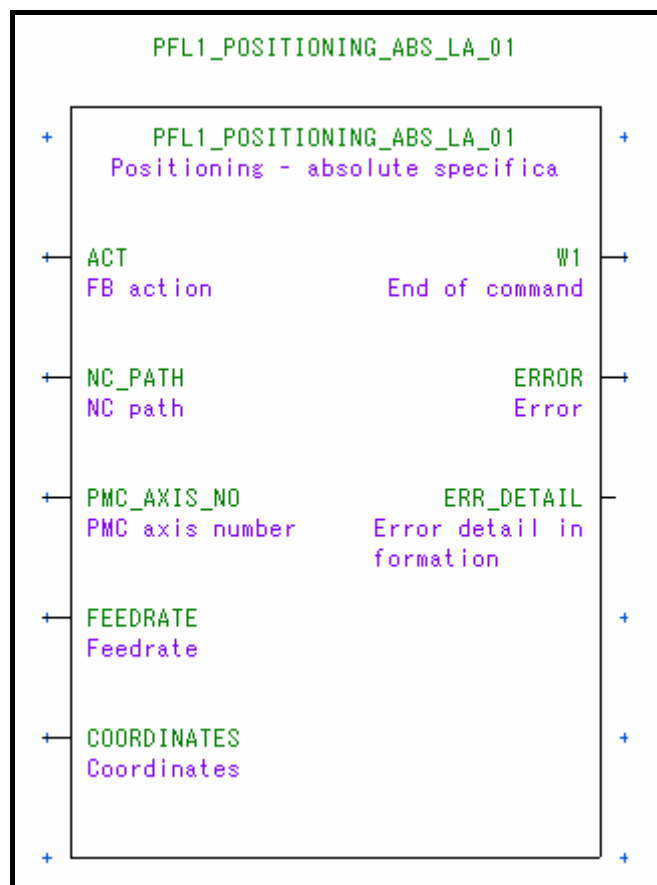 PFL1_POSITIONING_ABS_LA_01
PFL1_POSITIONING_ABS_LA_01
Positioning - absolute specifica
ACT
FB action
W1
End of command
NC_PATH
NC path
ERROR
Error
PMC_AXIS_NO
PMC axis number
ERR_DETAIL
Error detail in
formation
FEEDRATE
Feedrate
COORDINATES
Coordinates